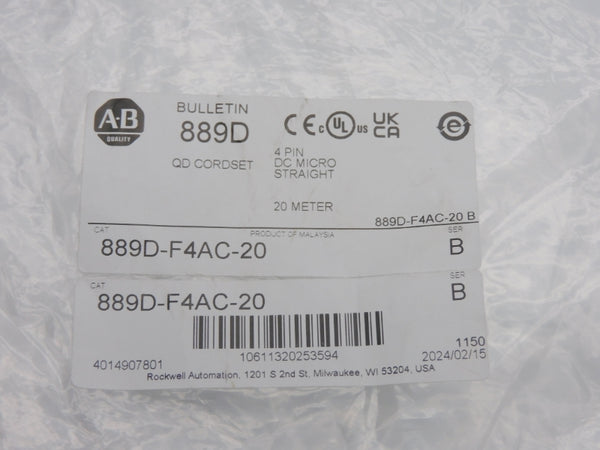 A-B
QUALITY
BULLETIN
889D
QD CORDSET
CE cULus UKCA
4 PIN
DC MICRO
STRAIGHT
20 METER
889D-F4AC-20 B
CAT
PRODUCT OF MALAYSIA
SER
889D-F4AC-20
B
CAT
SER
889D-F4AC-20
B
10611320253594
1150
4014907801
2024/02/15
Rockwell Automation, 1201 S 2nd St, Milwaukee, WI 53204, USA